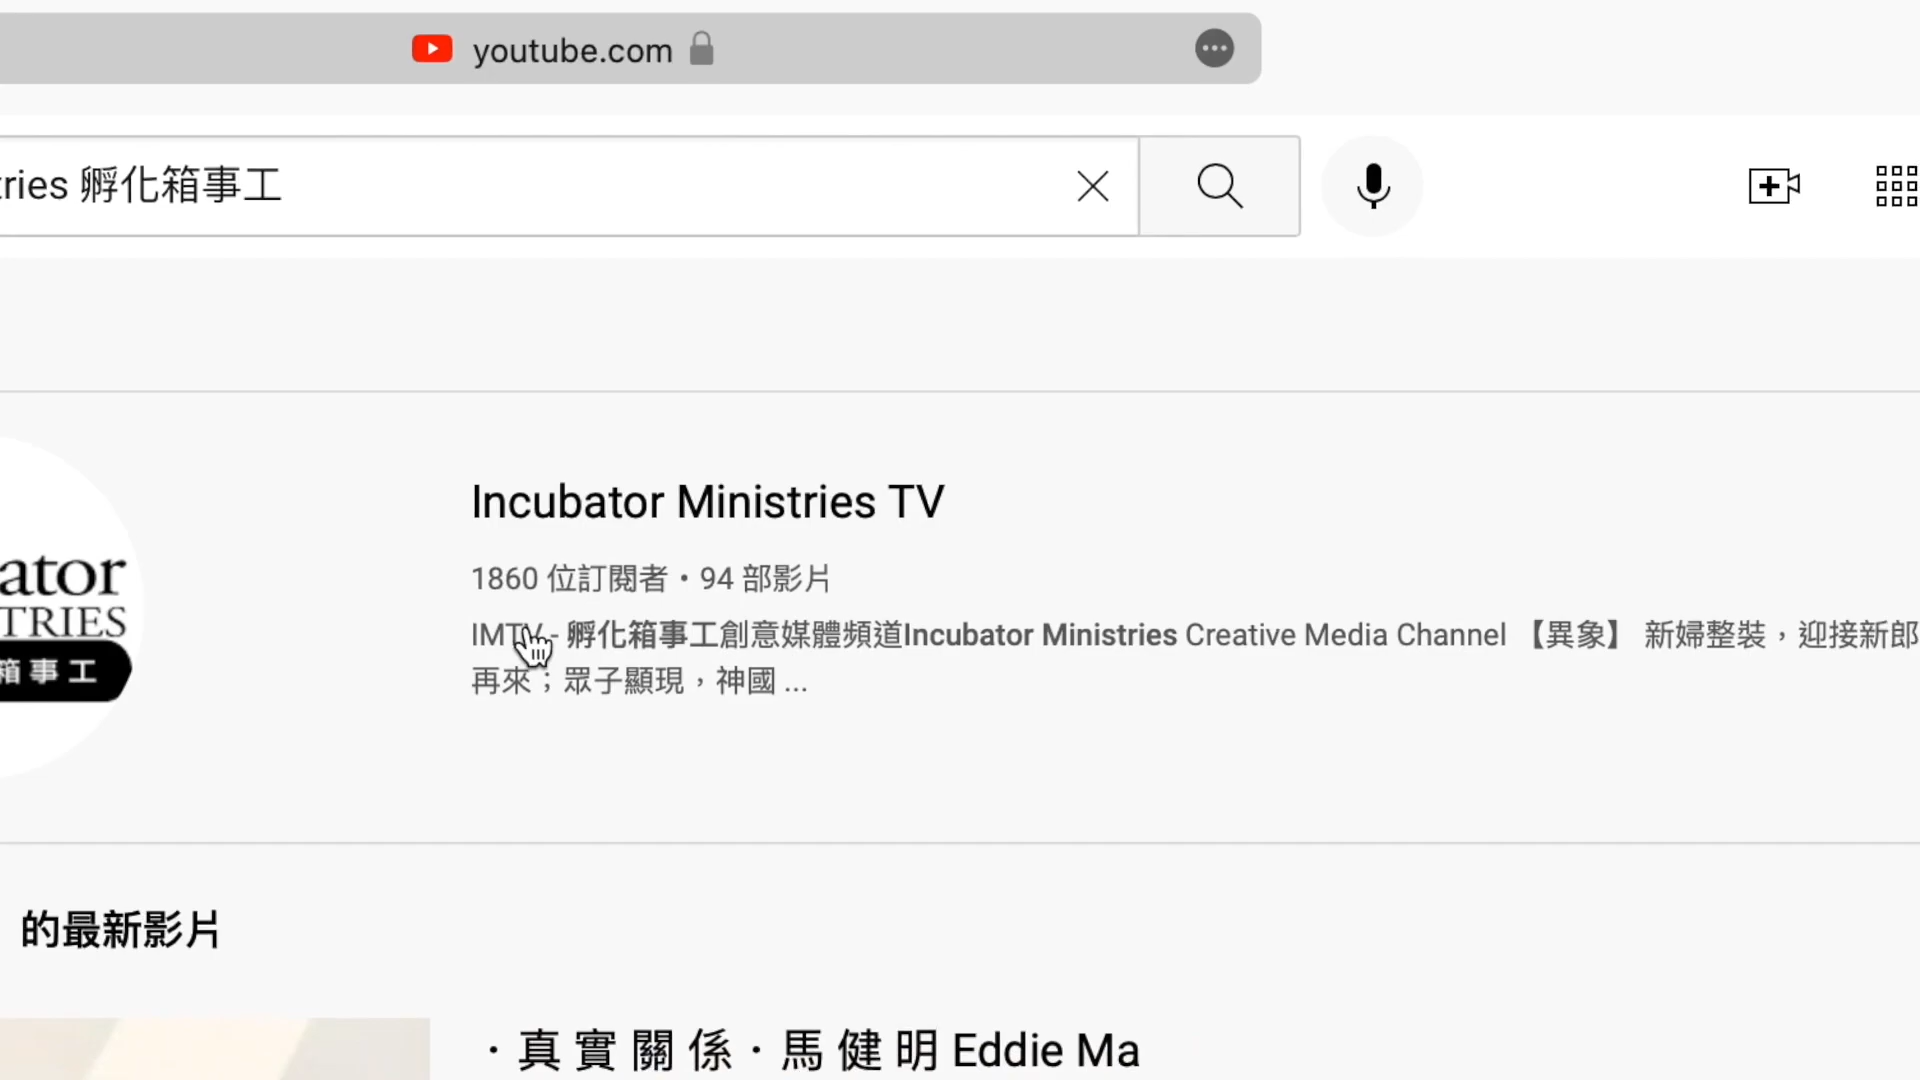 youtube.com
tries 孵化箱事工
Incubator Ministries TV
1860 位訂閱者・94 部影片
IMTV - 孵化箱事工創意媒體頻道Incubator Ministries Creative Media Channel 【異象】 新婦整裝，迎接新郎
再來；眾子顯現，神國 ...
ator
TRIES
箱事工
的最新影片
．真 實 關 係．馬 健 明 Eddie Ma